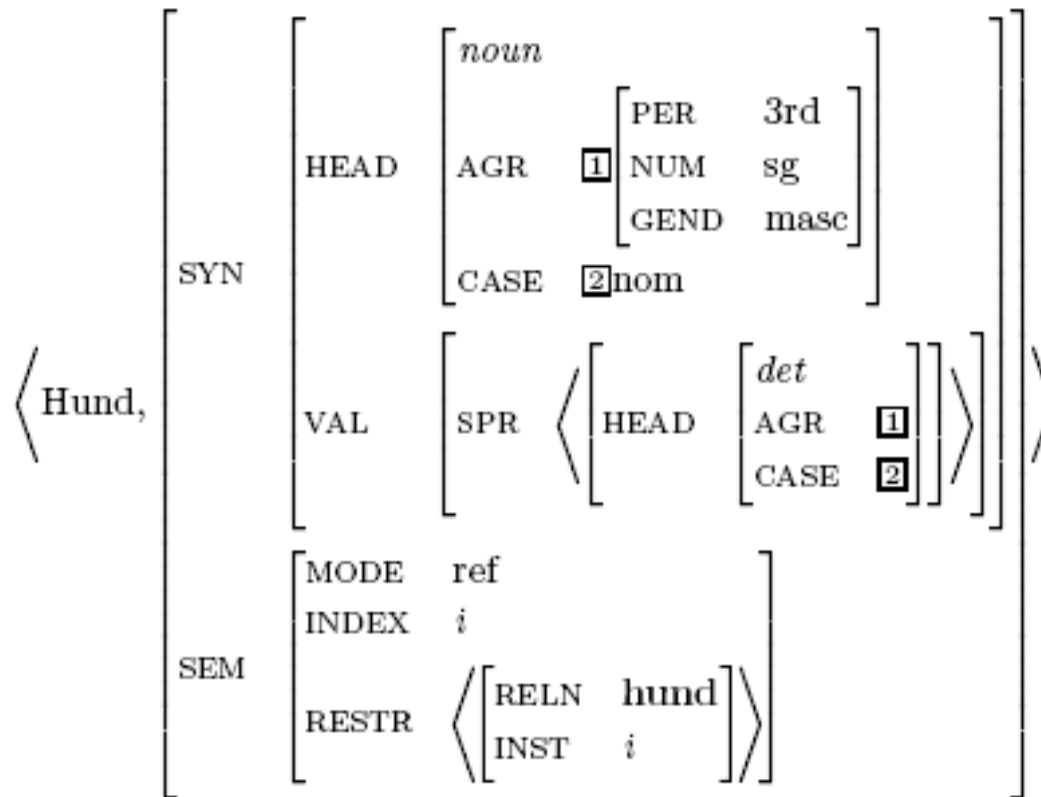 noun
PER 3rd
HEAD AGR 1 NUM sg
GEND masc
SYN
CASE 2 nom
det
Hund, VAL SPR HEAD AGR 1
CASE 2
MODE ref
INDEX i
SEM
RELN hund
RESTR
INST i